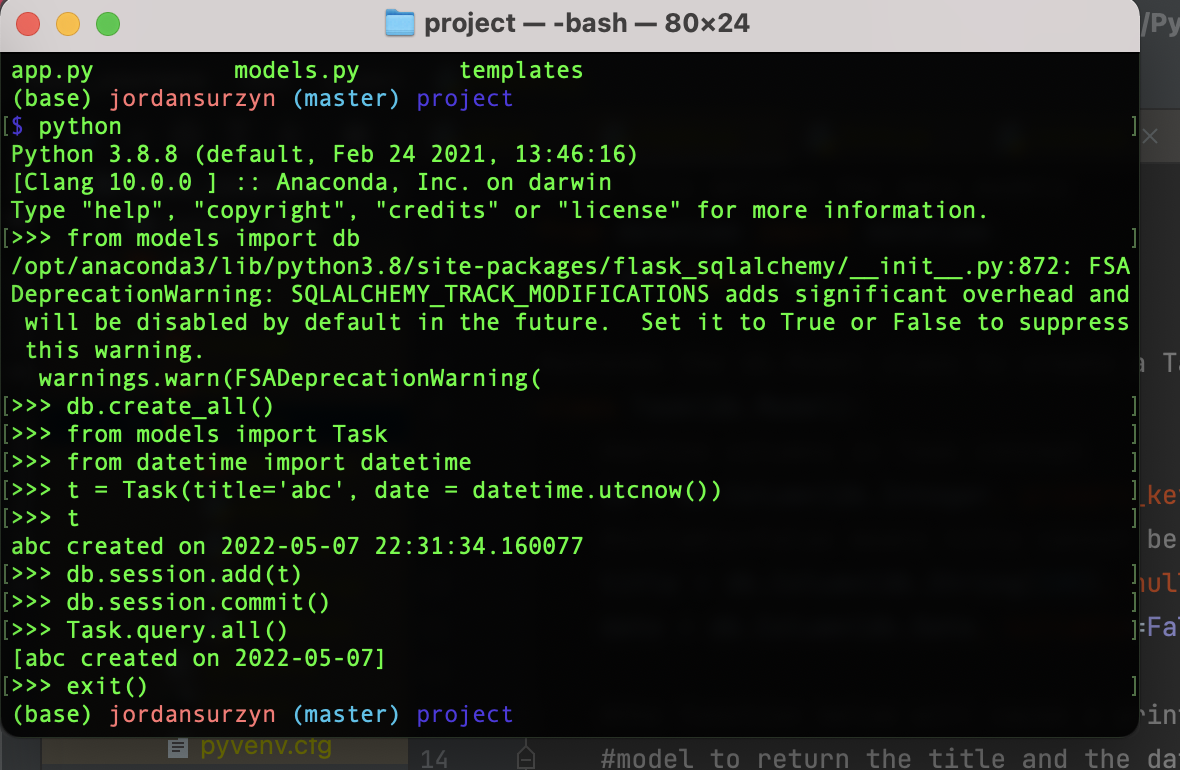 project — -bash — 80×24
app.py          models.py       templates
(base) jordansurzyn (master) project
[$ python                                                                        ]
Python 3.8.8 (default, Feb 24 2021, 13:46:16)
[Clang 10.0.0 ] :: Anaconda, Inc. on darwin
Type "help", "copyright", "credits" or "license" for more information.
[>>> from models import db                                                       ]
/opt/anaconda3/lib/python3.8/site-packages/flask_sqlalchemy/__init__.py:872: FSA
DeprecationWarning: SQLALCHEMY_TRACK_MODIFICATIONS adds significant overhead and
 will be disabled by default in the future.  Set it to True or False to suppress
 this warning.
  warnings.warn(FSADeprecationWarning(
[>>> db.create_all()                                                             ]
[>>> from models import Task                                                     ]
[>>> from datetime import datetime                                               ]
[>>> t = Task(title='abc', date = datetime.utcnow())                             ]
[>>> t                                                                           ]
abc created on 2022-05-07 22:31:34.160077
[>>> db.session.add(t)                                                           ]
[>>> db.session.commit()                                                         ]
[>>> Task.query.all()                                                            ]
[abc created on 2022-05-07]
[>>> exit()                                                                      ]
(base) jordansurzyn (master) project
pyvenv.cfg
14 #model to return the title and the da
/Py
_ke
be
=Fal